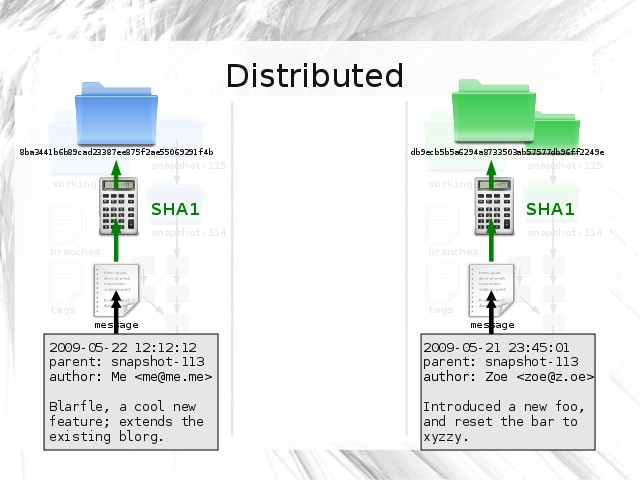 Distributed
8ba3441b6b89cad23387ee875f2ae55069291f4b
snapshot-115
working
SHA1
snapshot-114
branches
tags
message
2009-05-22 12:12:12
parent: snapshot-113
author: Me <me@me.me>
Blarfle, a cool new
feature; extends the
existing blorg.
db9ecb5b5a6294a8733503ab57577db96ff2249e
snapshot-115
working
SHA1
snapshot-114
branches
tags
message
2009-05-21 23:45:01
parent: snapshot-113
author: Zoe <zoe@z.oe>
Introduced a new foo,
and reset the bar to
xyzzy.